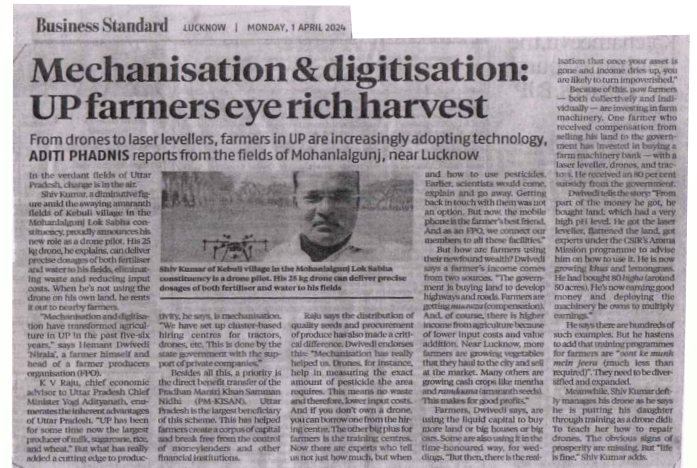 Business Standard LUCKNOW | MONDAY, 1 APRIL 2024
Mechanisation & digitisation:
UP farmers eye rich harvest
From drones to laser levellers, farmers in UP are increasingly adopting technology,
ADITI PHADNIS reports from the fields of Mohanlalgunj, near Lucknow
In the verdant fields of Uttar
Pradesh, change is in the air.
Shiv Kumar, a diminutive fig-
ure amid the swaying amaranth
fields of Kebuli village in the
Mohanlalgunj Lok Sabha con-
stituency, proudly announces his
new role as a drone pilot. His 25
kg drone, he explains, can deliver
precise dosages of both fertiliser
and water to his fields, eliminat-
ing waste and reducing input
costs. When he's not using the
drone on his own land, he rents
it out to nearby farmers.
"Mechanisation and digitisa-
tion have transformed agricul-
ture in UP in the past five-six
years," says Hemant Dwivedi
'Nirala', a farmer himself and
head of a farmer producers
organisation (FPO).
K V Raju, chief economic
advisor to Uttar Pradesh Chief
Minister Yogi Adityanath, enu-
merates the inherent advantages
of Uttar Pradesh. "UP has been
for some time now the largest
producer of milk, sugarcane, rice,
and wheat." But what has really
added a cutting edge to produc-
Shiv Kumar of Kebuli village in the Mohanlalgunj Lok Sabha
constituency is a drone pilot. His 25 kg drone can deliver precise
dosages of both fertiliser and water to his fields
tivity, he says, is mechanisation.
"We have set up cluster-based
hiring centres for tractors,
drones, etc. This is done by the
state government with the sup-
port of private companies."
Besides all this, a priority is
the direct benefit transfer of the
Pradhan Mantri Kisan Samman
Nidhi (PM-KISAN). Uttar
Pradesh is the largest beneficiary
of this scheme. This has helped
farmers create a corpus of capital
and break free from the control
of moneylenders and other
financial institutions.
Raju says the distribution of
quality seeds and procurement
of produce has also made a criti-
cal difference. Dwivedi endorses
this "Mechanisation has really
helped us. Drones, for instance,
help in measuring the exact
amount of pesticide the area
requires. This means no waste
and therefore, lower input costs.
And if you don't own a drone,
you can borrow one from the hir-
ing centre. The other big plus for
farmers is the training centres.
Now there are experts who tell
us not just how much, but when
and how to use pesticides.
Earlier, scientists would come,
explain and go away. Getting
back in touch with them was not
an option. But now, the mobile
phone is the farmer's best friend.
And as an FPO, we connect our
members to all these facilities."
But how are farmers using
their newfound wealth? Dwivedi
says a farmer's income comes
from two sources. "The govern-
ment is buying land to develop
highways and roads. Farmers are
getting muawza (compensation).
And, of course, there is higher
income from agriculture because
of lower input costs and value
addition. Near Lucknow, more
farmers are growing vegetables
that they haul to the city and sell
at the market. Many others are
growing cash crops like mentha
and ramdana (amaranth seeds).
This makes for good profits."
Farmers, Dwivedi says, are
using the liquid capital to buy
more land or big houses or big
cars. Some are also using it in the
time-honoured way, for wed-
dings. "But then, there is the real-
isation that once your asset is
gone and income dries up, you
are likely to turn impoverished."
Because of this, now farmers
— both collectively and indi-
vidually — are investing in farm
machinery. One farmer who
received compensation from
selling his land to the govern-
ment has invested in buying a
farm machinery bank — with a
laser leveller, drones, and trac-
tors. He received an 80 per cent
subsidy from the government.
Dwivedi tells the story: "From
part of the money he got, he
bought land, which had a very
high pH level. He got the laser
leveller, flattened the land, got
experts under the CSIR's Aroma
Mission programme to advise
him on how to use it. He is now
growing khus and lemongrass.
He had bought 80 bigha (around
50 acres). He's now earning good
money and deploying the
machinery he owns to multiply
earnings."
He says there are hundreds of
such examples. But he hastens
to add that training programmes
for farmers are "oont ke munh
mein jeera (much less than
required)". They need to be diver-
sified and expanded.
Meanwhile, Shiv Kumar deft-
ly manages his drone as he says
he is putting his daughter
through training as a drone didi:
To teach her how to repair
drones. The obvious signs of
prosperity are missing. But "life
is fine," Shiv Kumar adds.